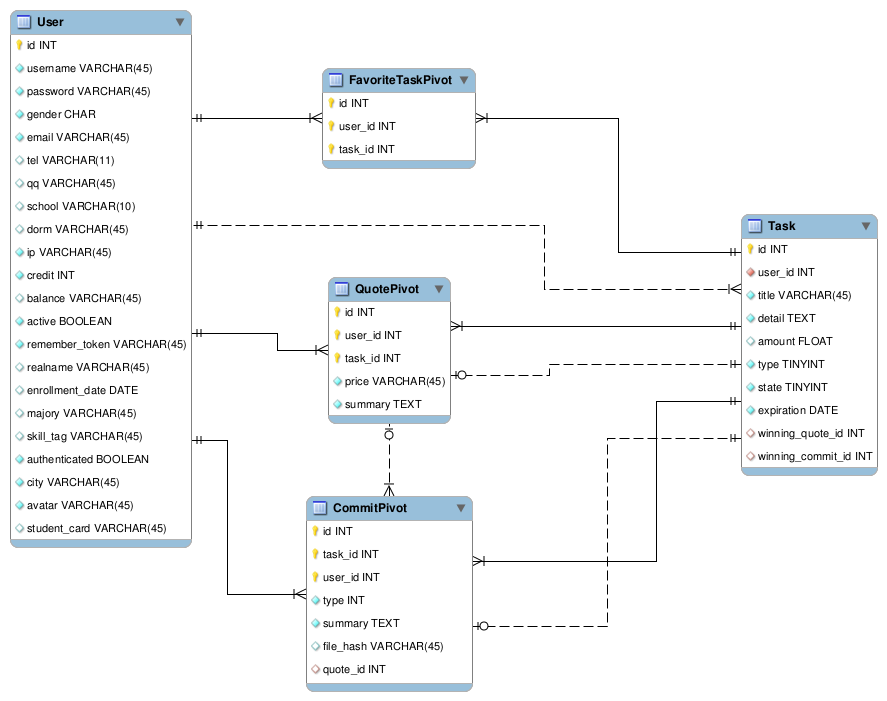 User
id INT
username VARCHAR(45)
password VARCHAR(45)
gender CHAR
email VARCHAR(45)
tel VARCHAR(11)
qq VARCHAR(45)
school VARCHAR(10)
dorm VARCHAR(45)
ip VARCHAR(45)
credit INT
balance VARCHAR(45)
active BOOLEAN
remember_token VARCHAR(45)
realname VARCHAR(45)
enrollment_date DATE
majory VARCHAR(45)
skill_tag VARCHAR(45)
authenticated BOOLEAN
city VARCHAR(45)
avatar VARCHAR(45)
student_card VARCHAR(45)
FavoriteTaskPivot
id INT
user_id INT
task_id INT
QuotePivot
id INT
user_id INT
task_id INT
price VARCHAR(45)
summary TEXT
CommitPivot
id INT
task_id INT
user_id INT
type INT
summary TEXT
file_hash VARCHAR(45)
quote_id INT
Task
id INT
user_id INT
title VARCHAR(45)
detail TEXT
amount FLOAT
type TINYINT
state TINYINT
expiration DATE
winning_quote_id INT
winning_commit_id INT